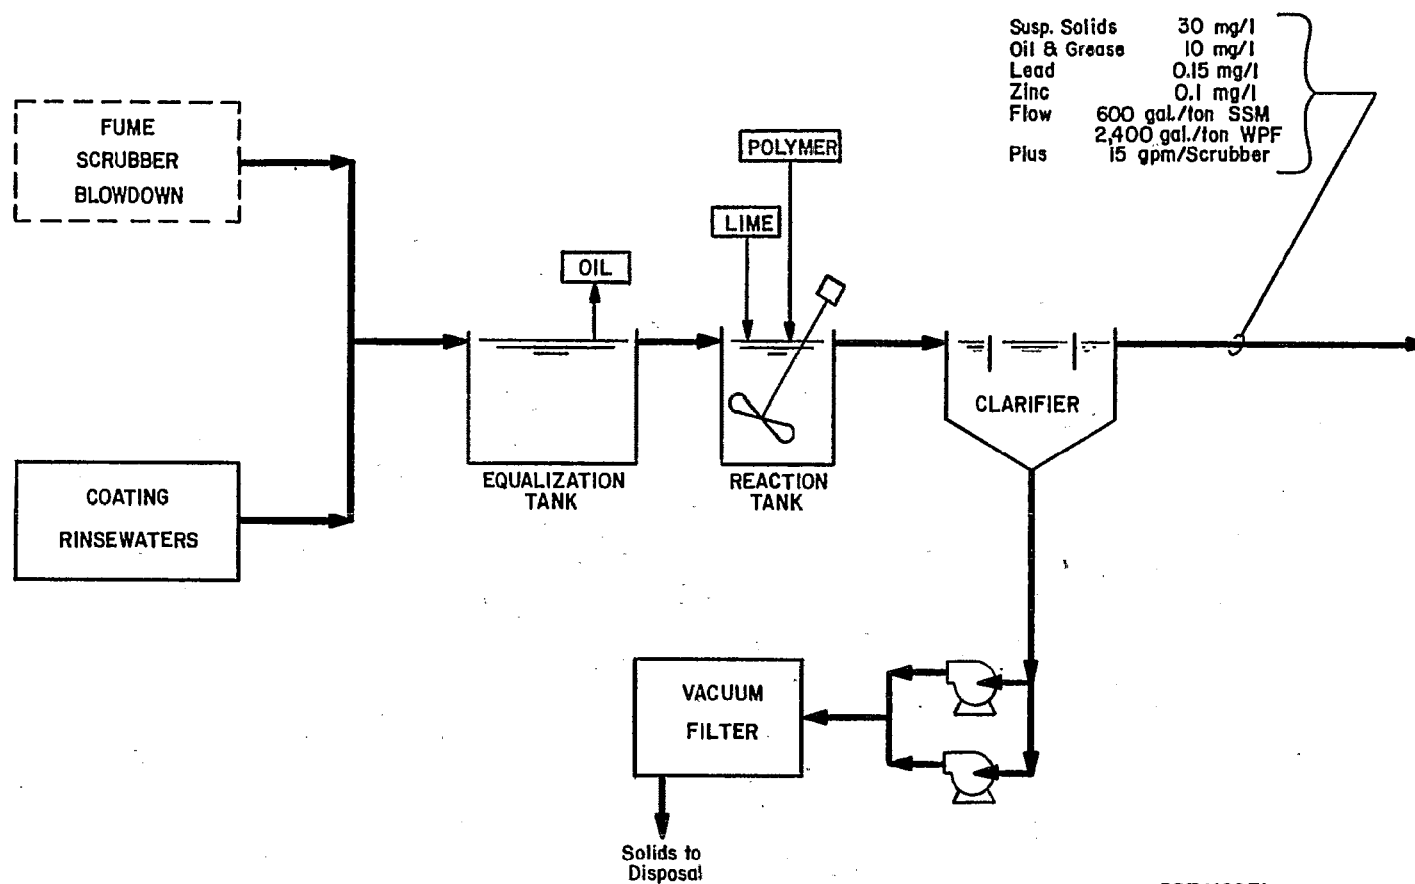 Susp. Solids 30 mg/l
Oil & Grease 10 mg/l
Lead 0.15 mg/l
Zinc 0.1 mg/l
Flow 600 gal./ton SSM
2,400 gal./ton WPF
Plus 15 gpm/Scrubber
FUME
SCRUBBER
BLOWDOWN
POLYMER
LIME
OIL
CLARIFIER
EQUALIZATION
TANK
REACTION
TANK
COATING
RINSEWATERS
VACUUM
FILTER
Solids to
Disposal